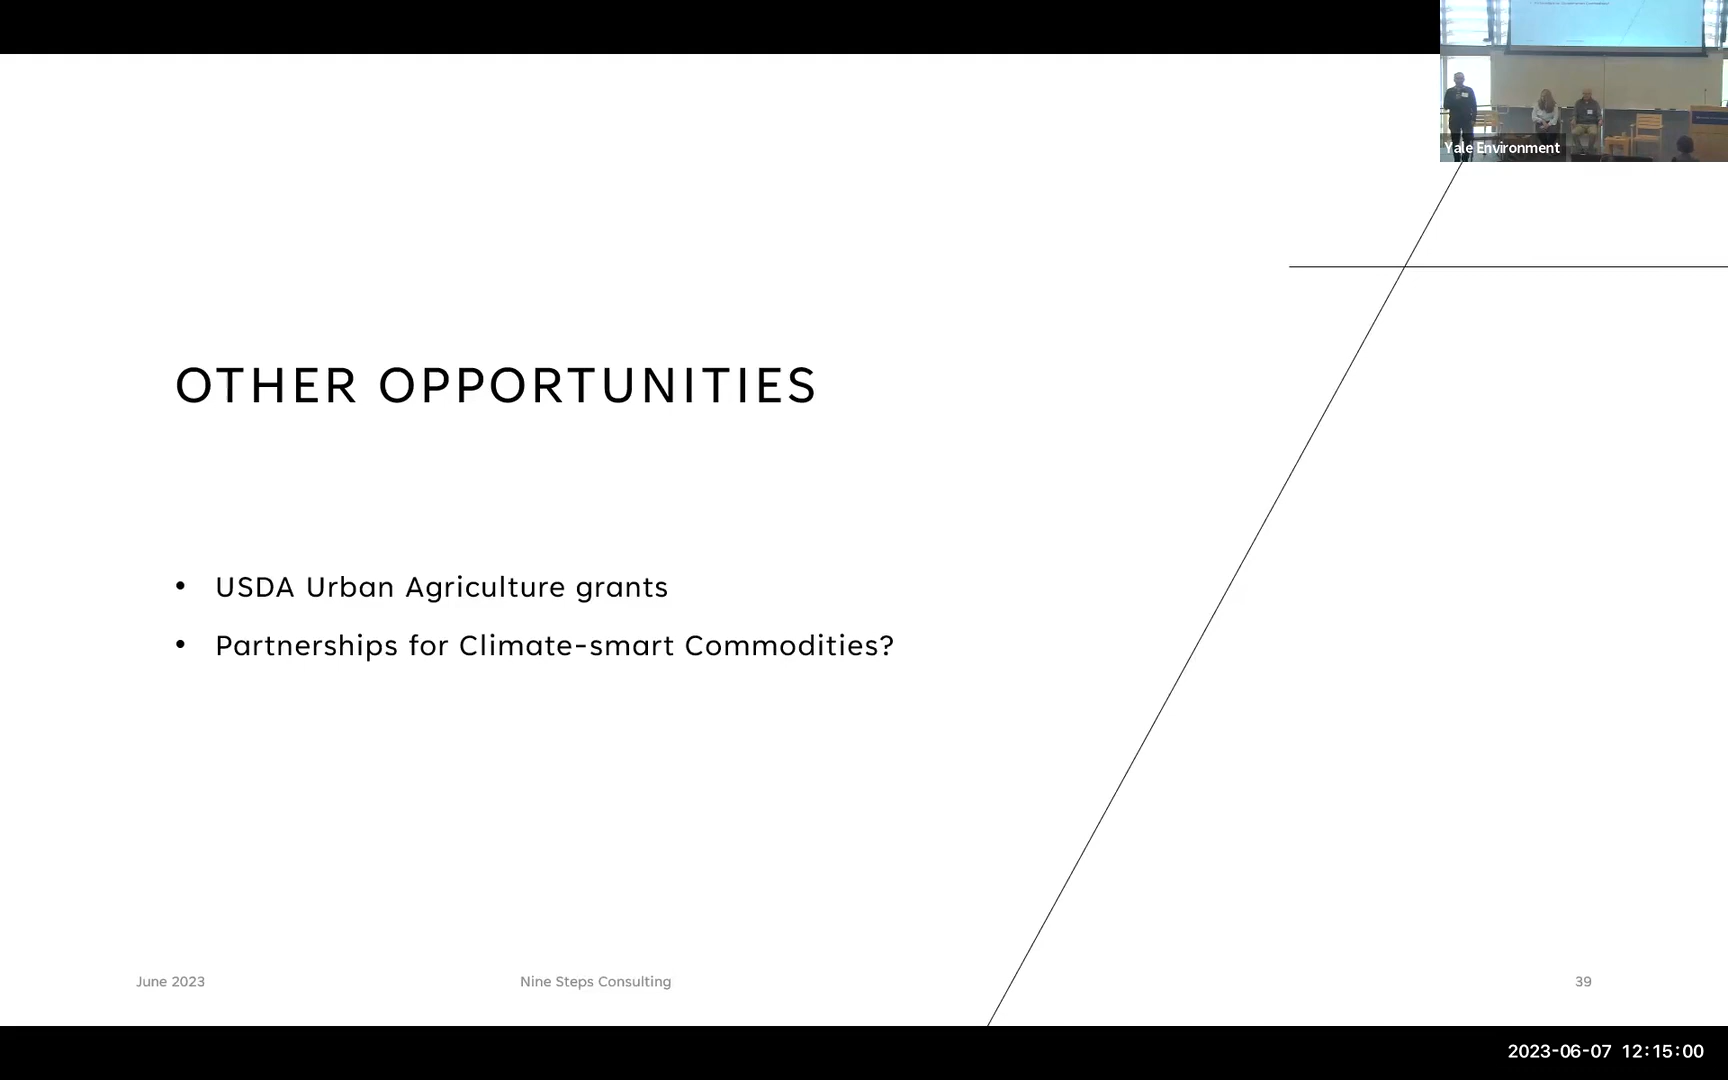 Yale Environment
OTHER OPPORTUNITIES
• USDA Urban Agriculture grants
• Partnerships for Climate-smart Commodities?
June 2023
Nine Steps Consulting
39
2023-06-07 12:15:00